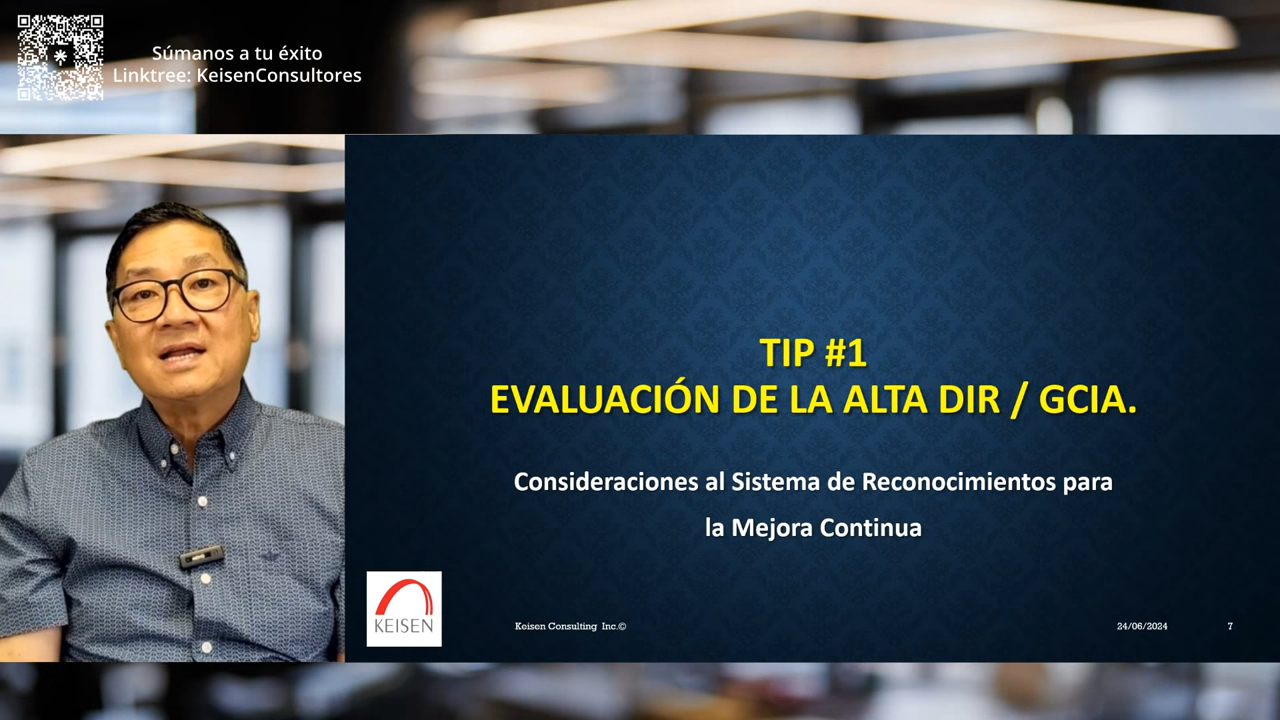 Súmanos a tu éxito
Linktree: KeisenConsultores
TIP #1
EVALUACIÓN DE LA ALTA DIR / GCIA.
Consideraciones al Sistema de Reconocimientos para
la Mejora Continua
KEISEN
Keisen Consulting Inc.©
24/06/2024
7